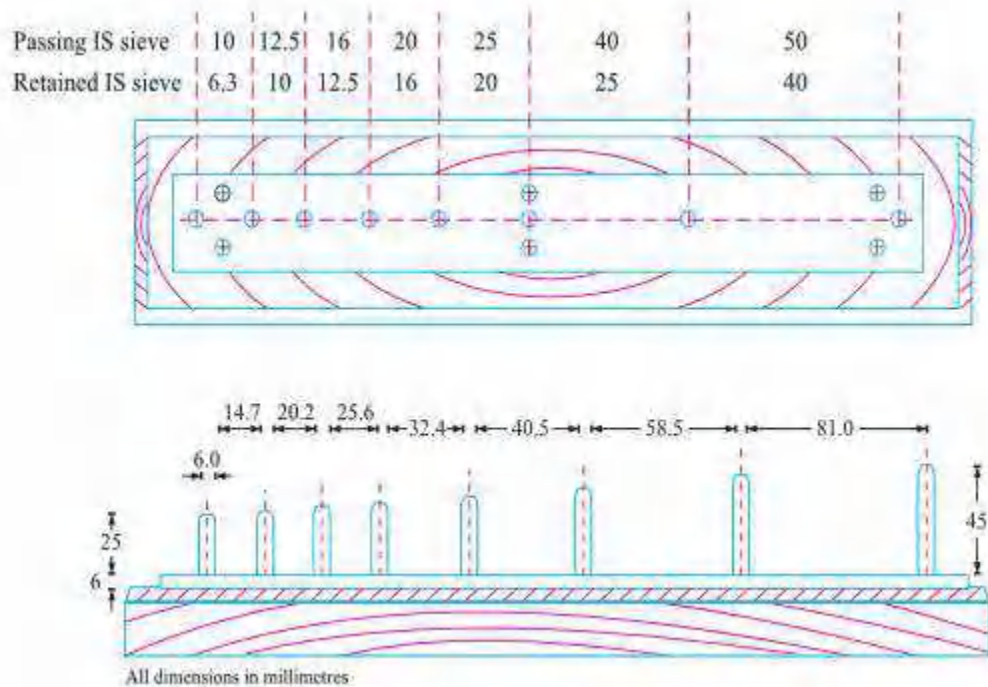 Passing IS sieve 10 12.5 16 20 25 40 50
Retained IS sieve 6.3 10 12.5 16 20 25 40
14.7 20.2 25.6 32.4 40.5 58.5 81.0
6.0
25
45
6
All dimensions in millimetres